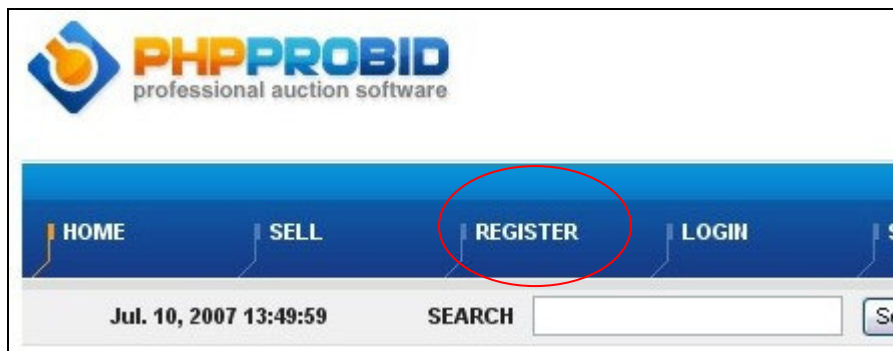 PHPPROBID
professional auction software
HOME SELL REGISTER LOGIN
Jul. 10, 2007 13:49:59 SEARCH